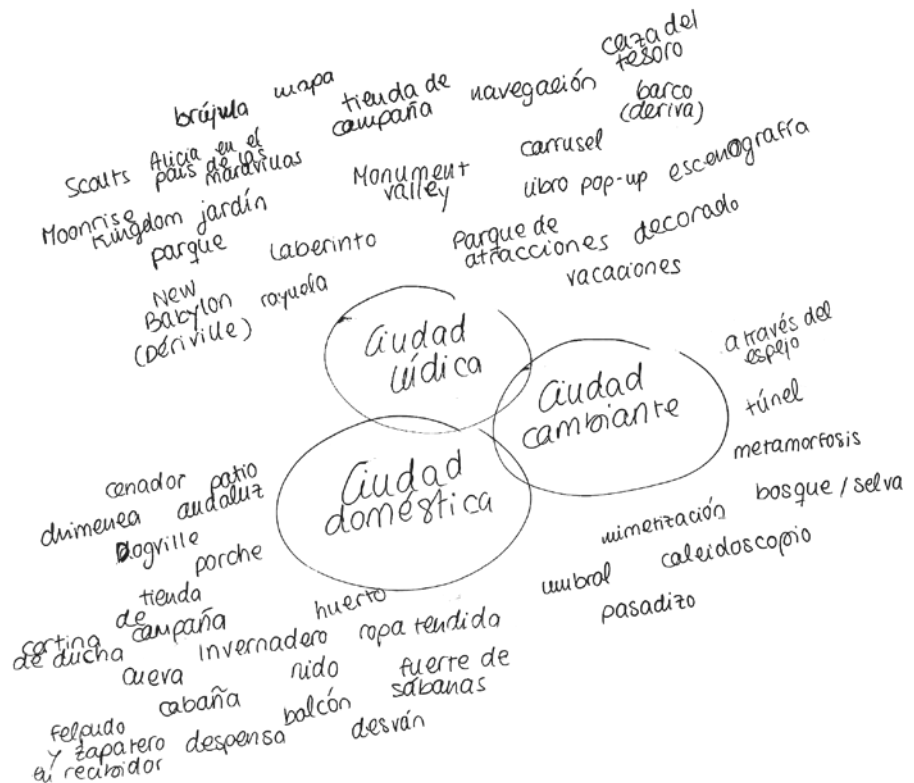 caza del
tesoro
brújula
mapa
tienda de
campaña
navegación
barco
(deriva)
Scouts
Alicia en el
país de las
maravillas
Monument
valley
carrusel
libro pop-up
escenografía
Moonrise
Kingdom
jardín
parque
laberinto
Parque de
atracciones
decorado
vacaciones
New
Babylon
(Dériville)
rayuela
Ciudad
lúdica
Ciudad
cambiante
a través del
espejo
túnel
metamorfosis
bosque / selva
mimetización
caleidoscopio
umbral
pasadizo
Ciudad
doméstica
cenador
patio
andaluz
chimenea
Dogville
porche
tienda
de
campaña
cortina
de ducha
huerto
invernadero
ropa tendida
cueva
cabaña
nido
fuerte de
sábanas
balcón
desván
felpudo
y zapatero
en recibidor
despensa